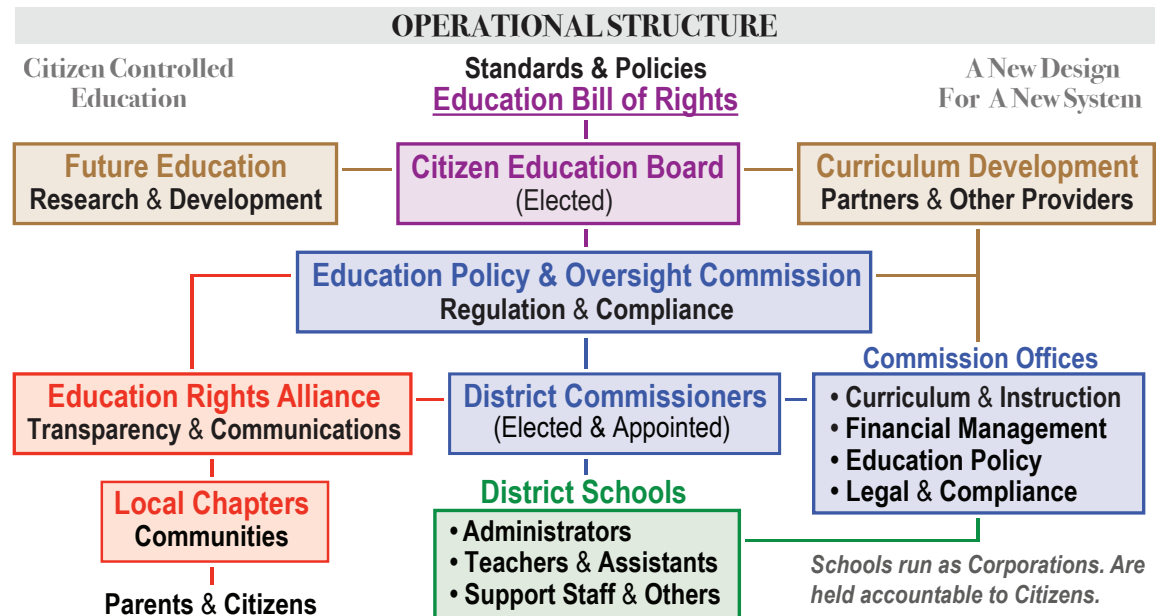 OPERATIONAL STRUCTURE
Citizen Controlled
Education
Standards & Policies
Education Bill of Rights
A New Design
For A New System
Future Education
Research & Development
Citizen Education Board
(Elected)
Curriculum Development
Partners & Other Providers
Education Policy & Oversight Commission
Regulation & Compliance
Education Rights Alliance
Transparency & Communications
District Commissioners
(Elected & Appointed)
Commission Offices
• Curriculum & Instruction
• Financial Management
• Education Policy
• Legal & Compliance
Local Chapters
Communities
Parents & Citizens
District Schools
• Administrators
• Teachers & Assistants
• Support Staff & Others
Schools run as Corporations. Are
held accountable to Citizens.